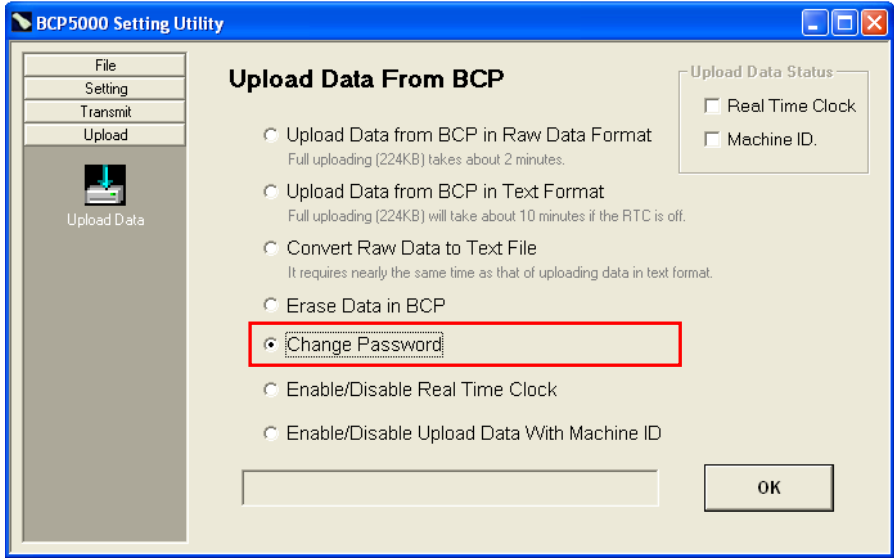 BCP5000 Setting Utility
File
Setting
Transmit
Upload
Upload Data
Upload Data From BCP
Upload Data Status
Real Time Clock
Machine ID.
Upload Data from BCP in Raw Data Format
Full uploading (224KB) takes about 2 minutes.
Upload Data from BCP in Text Format
Full uploading (224KB) will take about 10 minutes if the RTC is off.
Convert Raw Data to Text File
It requires nearly the same time as that of uploading data in text format.
Erase Data in BCP
Change Password
Enable/Disable Real Time Clock
Enable/Disable Upload Data With Machine ID
OK